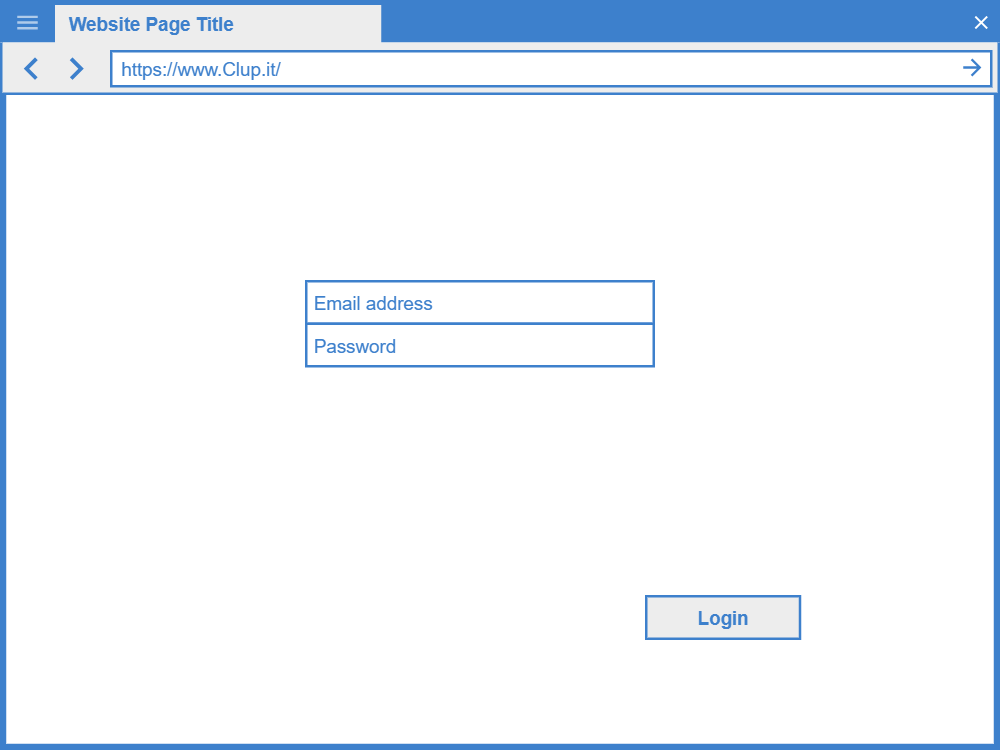 Website Page Title
https://www.Clup.it/
Email address
Password
Login